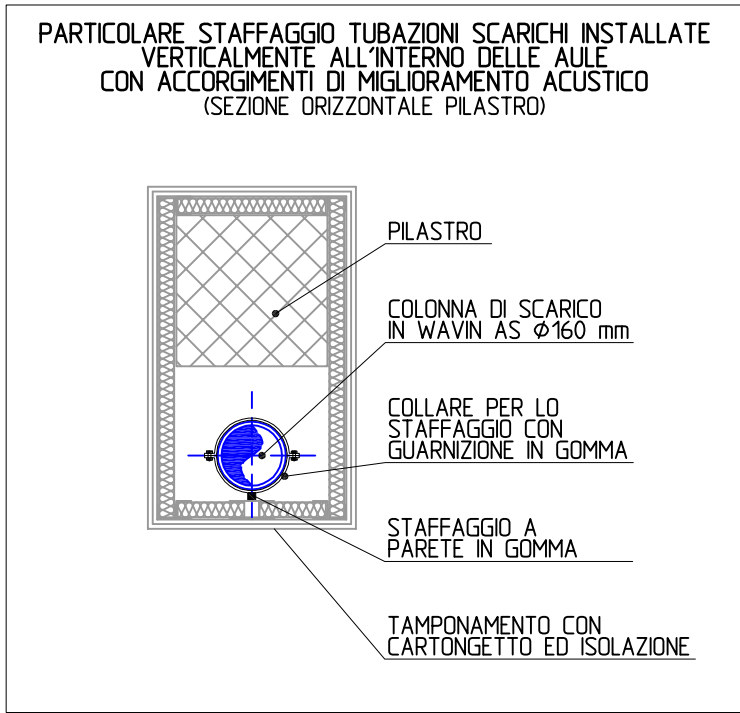 PARTICOLARE STAFFAGGIO TUBAZIONI SCARICHI INSTALLATE
VERTICALMENTE ALL'INTERNO DELLE AULE
CON ACCORGIMENTI DI MIGLIORAMENTO ACUSTICO
(SEZIONE ORIZZONTALE PILASTRO)
PILASTRO
COLONNA DI SCARICO
IN WAVIN AS Ø160 mm
COLLARE PER LO
STAFFAGGIO CON
GUARNIZIONE IN GOMMA
STAFFAGGIO A
PARETE IN GOMMA
TAMPONAMENTO CON
CARTONGETTO ED ISOLAZIONE